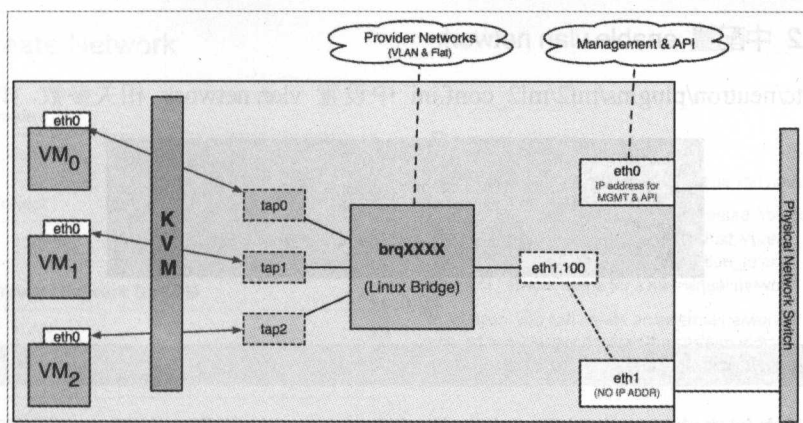 Provider Networks
(VLAN & Flat)
Management & API
eth0
VM0
eth0
VM1
eth0
VM2
KVM
tap0
tap1
tap2
brqXXXX
(Linux Bridge)
eth1.100
eth0
IP address for
MGMT & API
eth1
(NO IP ADDR)
Physical Network Switch